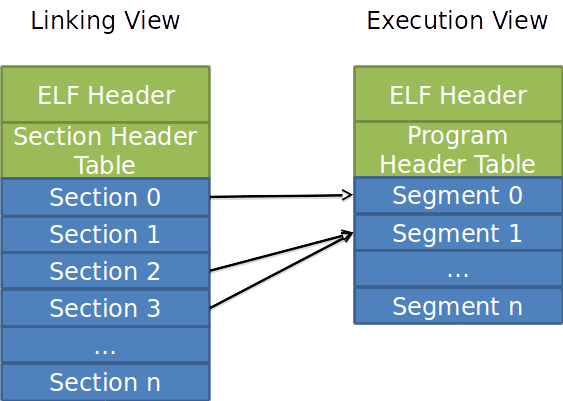 Linking View
ELF Header
Section Header
Table
Section 0
Section 1
Section 2
Section 3
...
Section n
Execution View
ELF Header
Program
Header Table
Segment 0
Segment 1
...
Segment n